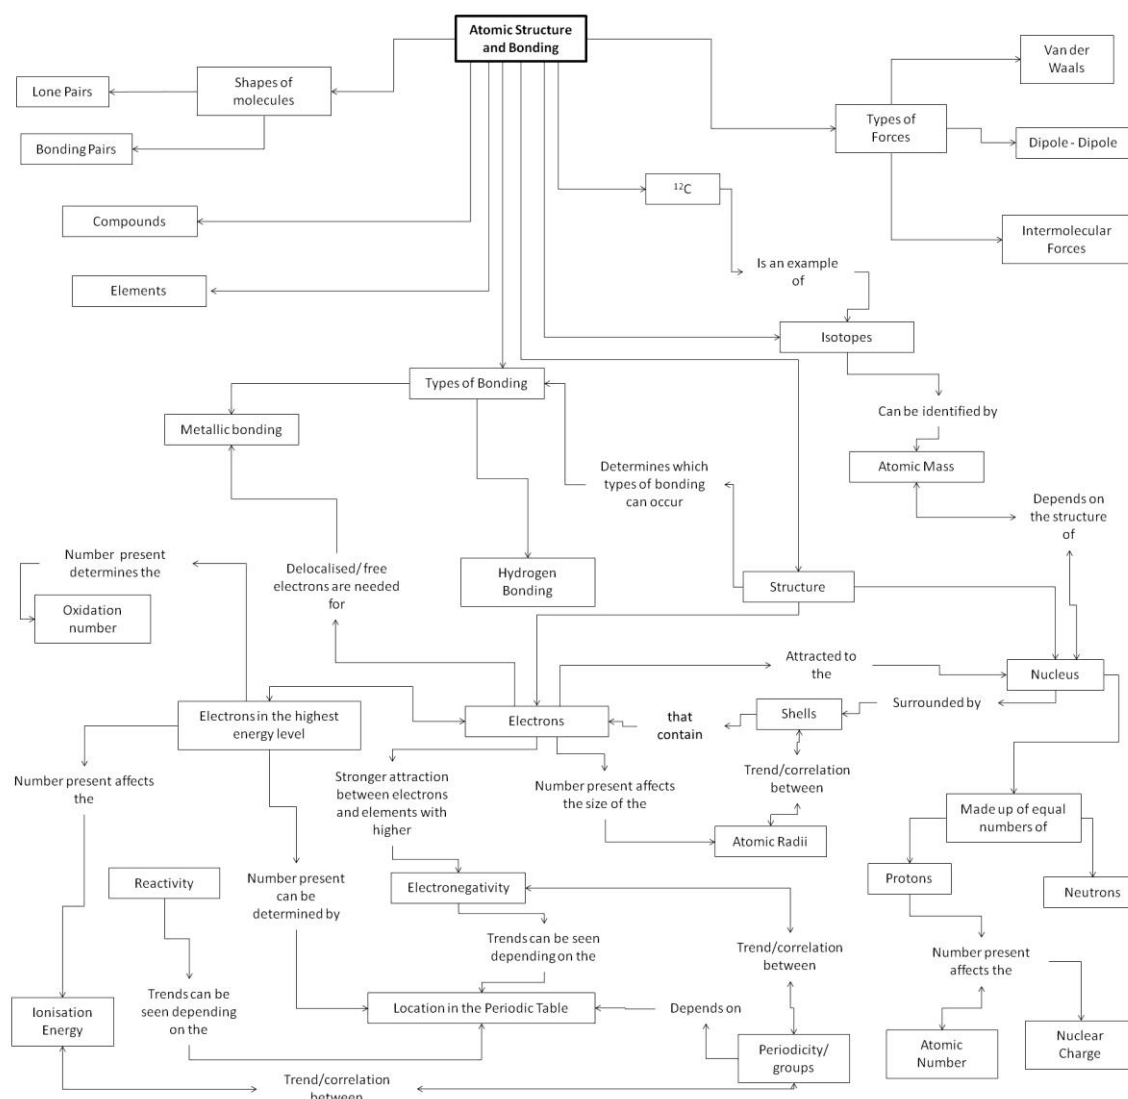 Atomic Structure
and Bonding
Shapes of
molecules
Lone Pairs
Bonding Pairs
Van der
Waals
Types of
Forces
Dipole - Dipole
Intermolecular
Forces
¹²C
Compounds
Is an example
of
Elements
Isotopes
Types of Bonding
Metallic bonding
Can be identified by
Atomic Mass
Determines which
types of bonding
can occur
Depends on
the structure
of
Number present
determines the
Oxidation
number
Delocalised/ free
electrons are needed
for
Hydrogen
Bonding
Structure
Attracted to
the
Nucleus
Electrons in the highest
energy level
Electrons
that
contain
Shells
Surrounded by
Number present affects
the
Stronger attraction
between electrons
and elements with
higher
Number present affects
the size of the
Trend/correlation
between
Atomic Radii
Made up of equal
numbers of
Protons
Neutrons
Reactivity
Number present
can be
determined by
Electronegativity
Trends can be seen
depending on the
Trend/correlation
between
Number present
affects the
Ionisation
Energy
Trends can be
seen depending
on the
Location in the Periodic Table
Depends on
Periodicity/
groups
Atomic
Number
Nuclear
Charge
Trend/correlation
between